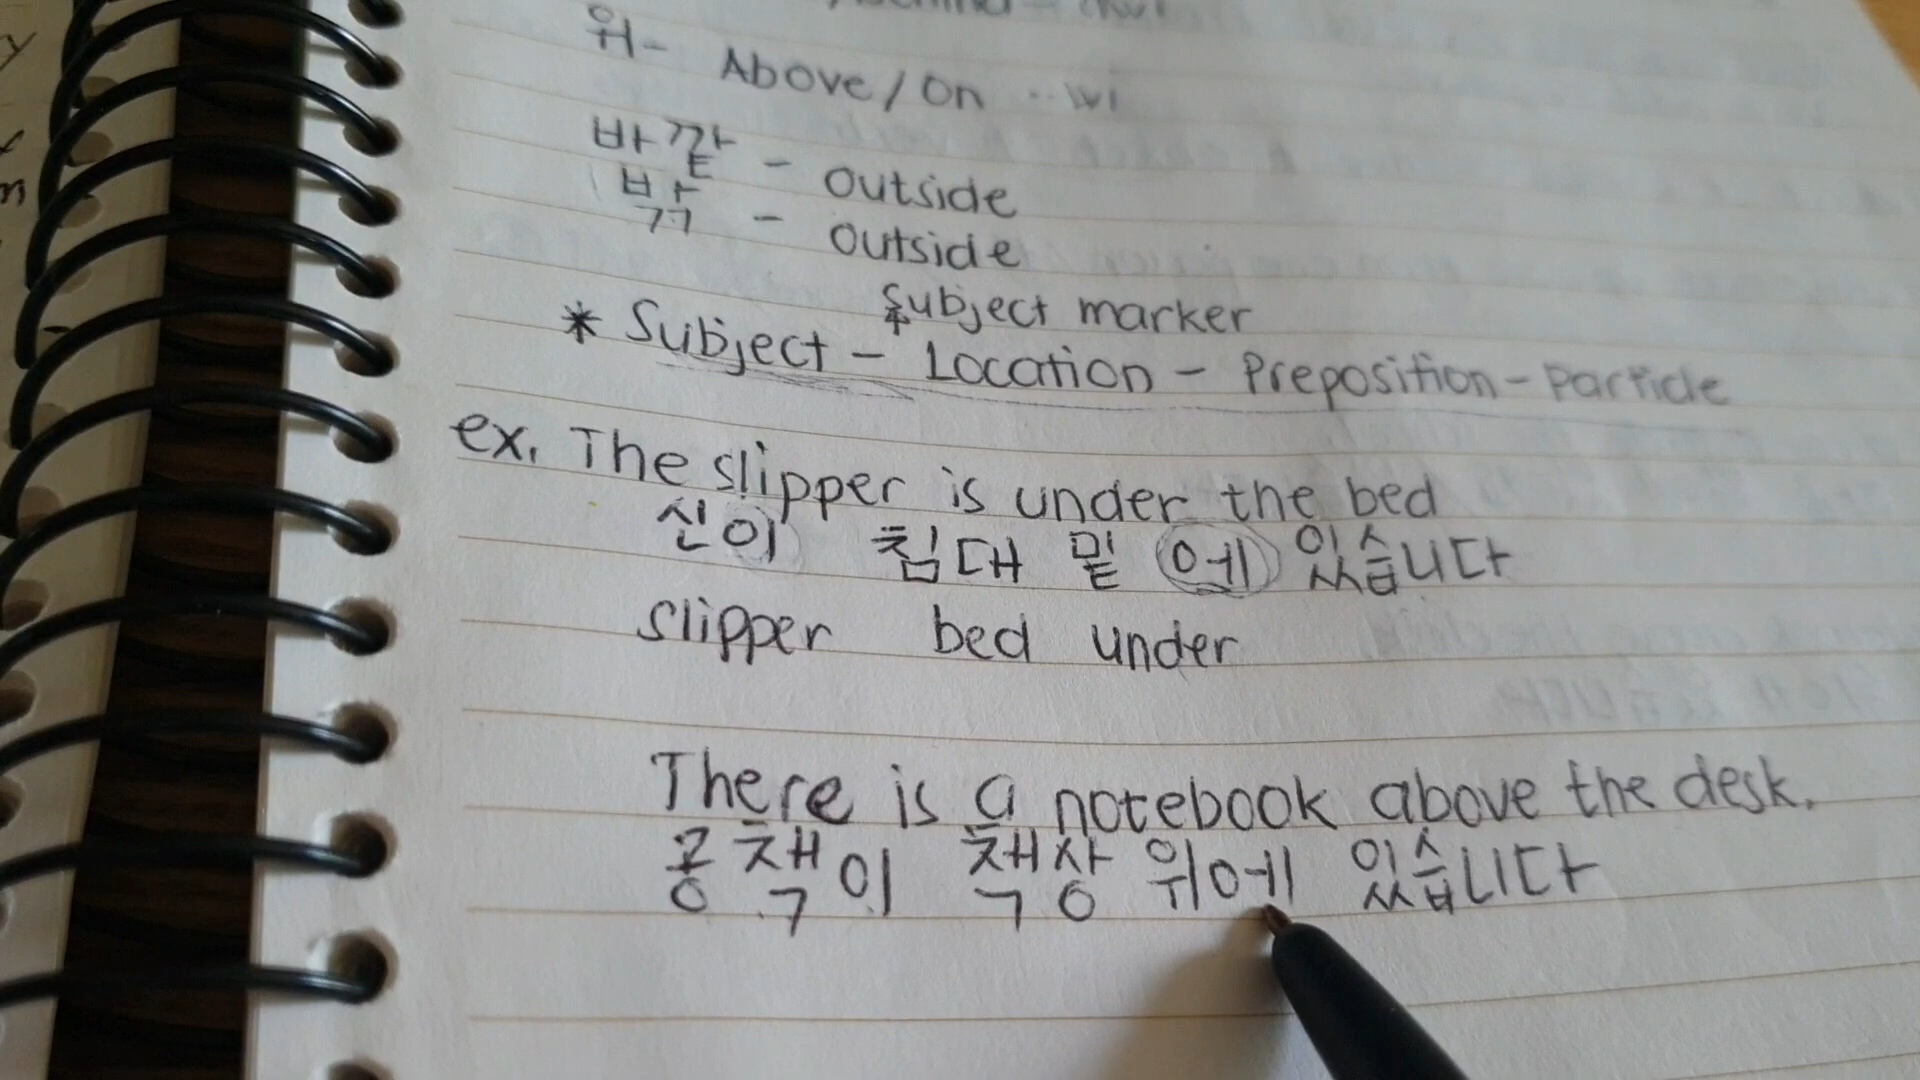 위- Above/on -- wi
바깥 - outside
밖 - outside
subject marker
* Subject - Location - Preposition - Particle
ex. The slipper is under the bed
신이 침대 밑에 있습니다
slipper bed under
There is a notebook above the desk.
공책이 책상 위에 있습니다